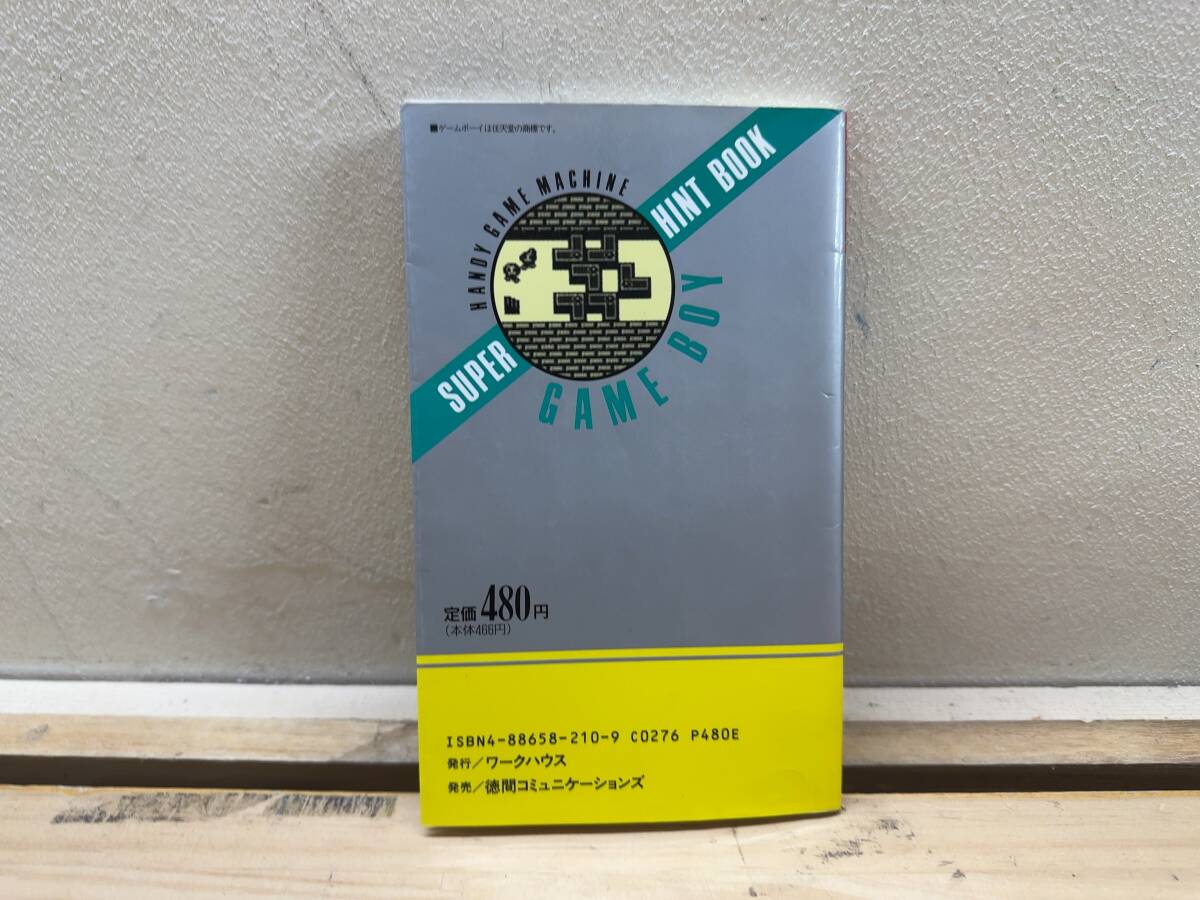 ■ゲームボーイは任天堂の商標です。
HANDY GAME MACHINE
SUPER HINT BOOK
GAME BOY
定価480円
(本体466円)
ISBN4-88658-210-9 C0276 P480E
発行/ワークハウス
発売/徳間コミュニケーションズ